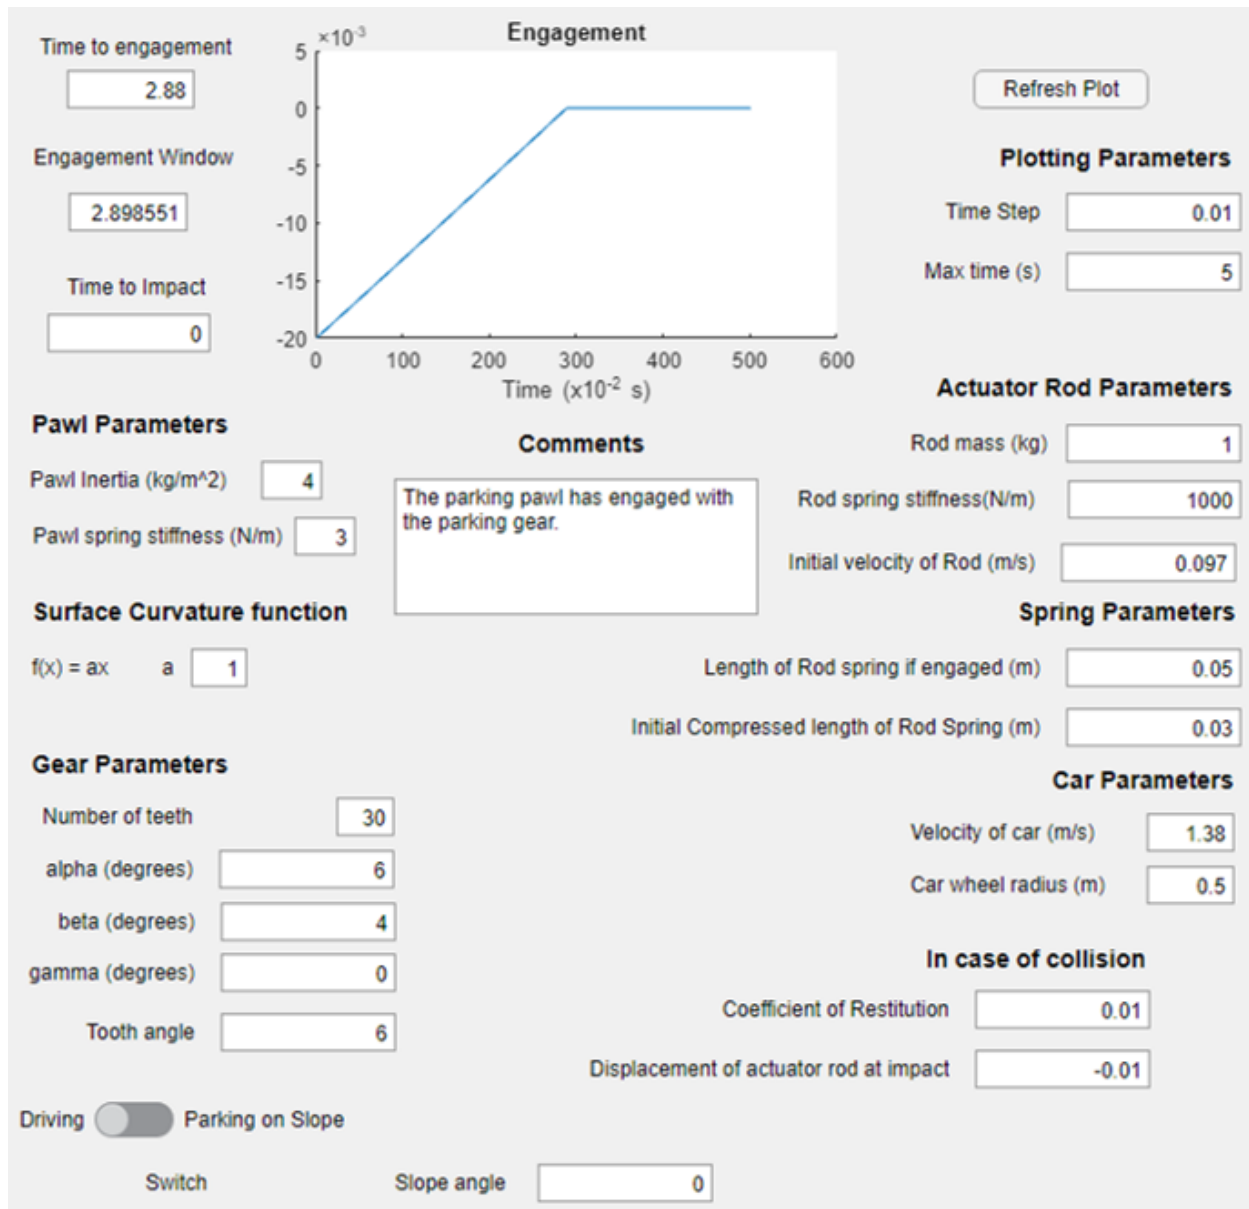 Time to engagement
2.88
Engagement Window
2.898551
Time to Impact
0
×10-3
Engagement
5
0
-5
-10
-15
-20
0 100 200 300 400 500 600
Time (x10-2 s)
Refresh Plot
Plotting Parameters
Time Step 0.01
Max time (s) 5
Actuator Rod Parameters
Rod mass (kg) 1
Rod spring stiffness(N/m) 1000
Initial velocity of Rod (m/s) 0.097
Pawl Parameters
Pawl Inertia (kg/m^2) 4
Pawl spring stiffness (N/m) 3
Comments
The parking pawl has engaged with
the parking gear.
Surface Curvature function
f(x) = ax a 1
Spring Parameters
Length of Rod spring if engaged (m) 0.05
Initial Compressed length of Rod Spring (m) 0.03
Gear Parameters
Number of teeth 30
alpha (degrees) 6
beta (degrees) 4
gamma (degrees) 0
Tooth angle 6
Car Parameters
Velocity of car (m/s) 1.38
Car wheel radius (m) 0.5
In case of collision
Coefficient of Restitution 0.01
Displacement of actuator rod at impact -0.01
Driving Parking on Slope
Switch
Slope angle 0